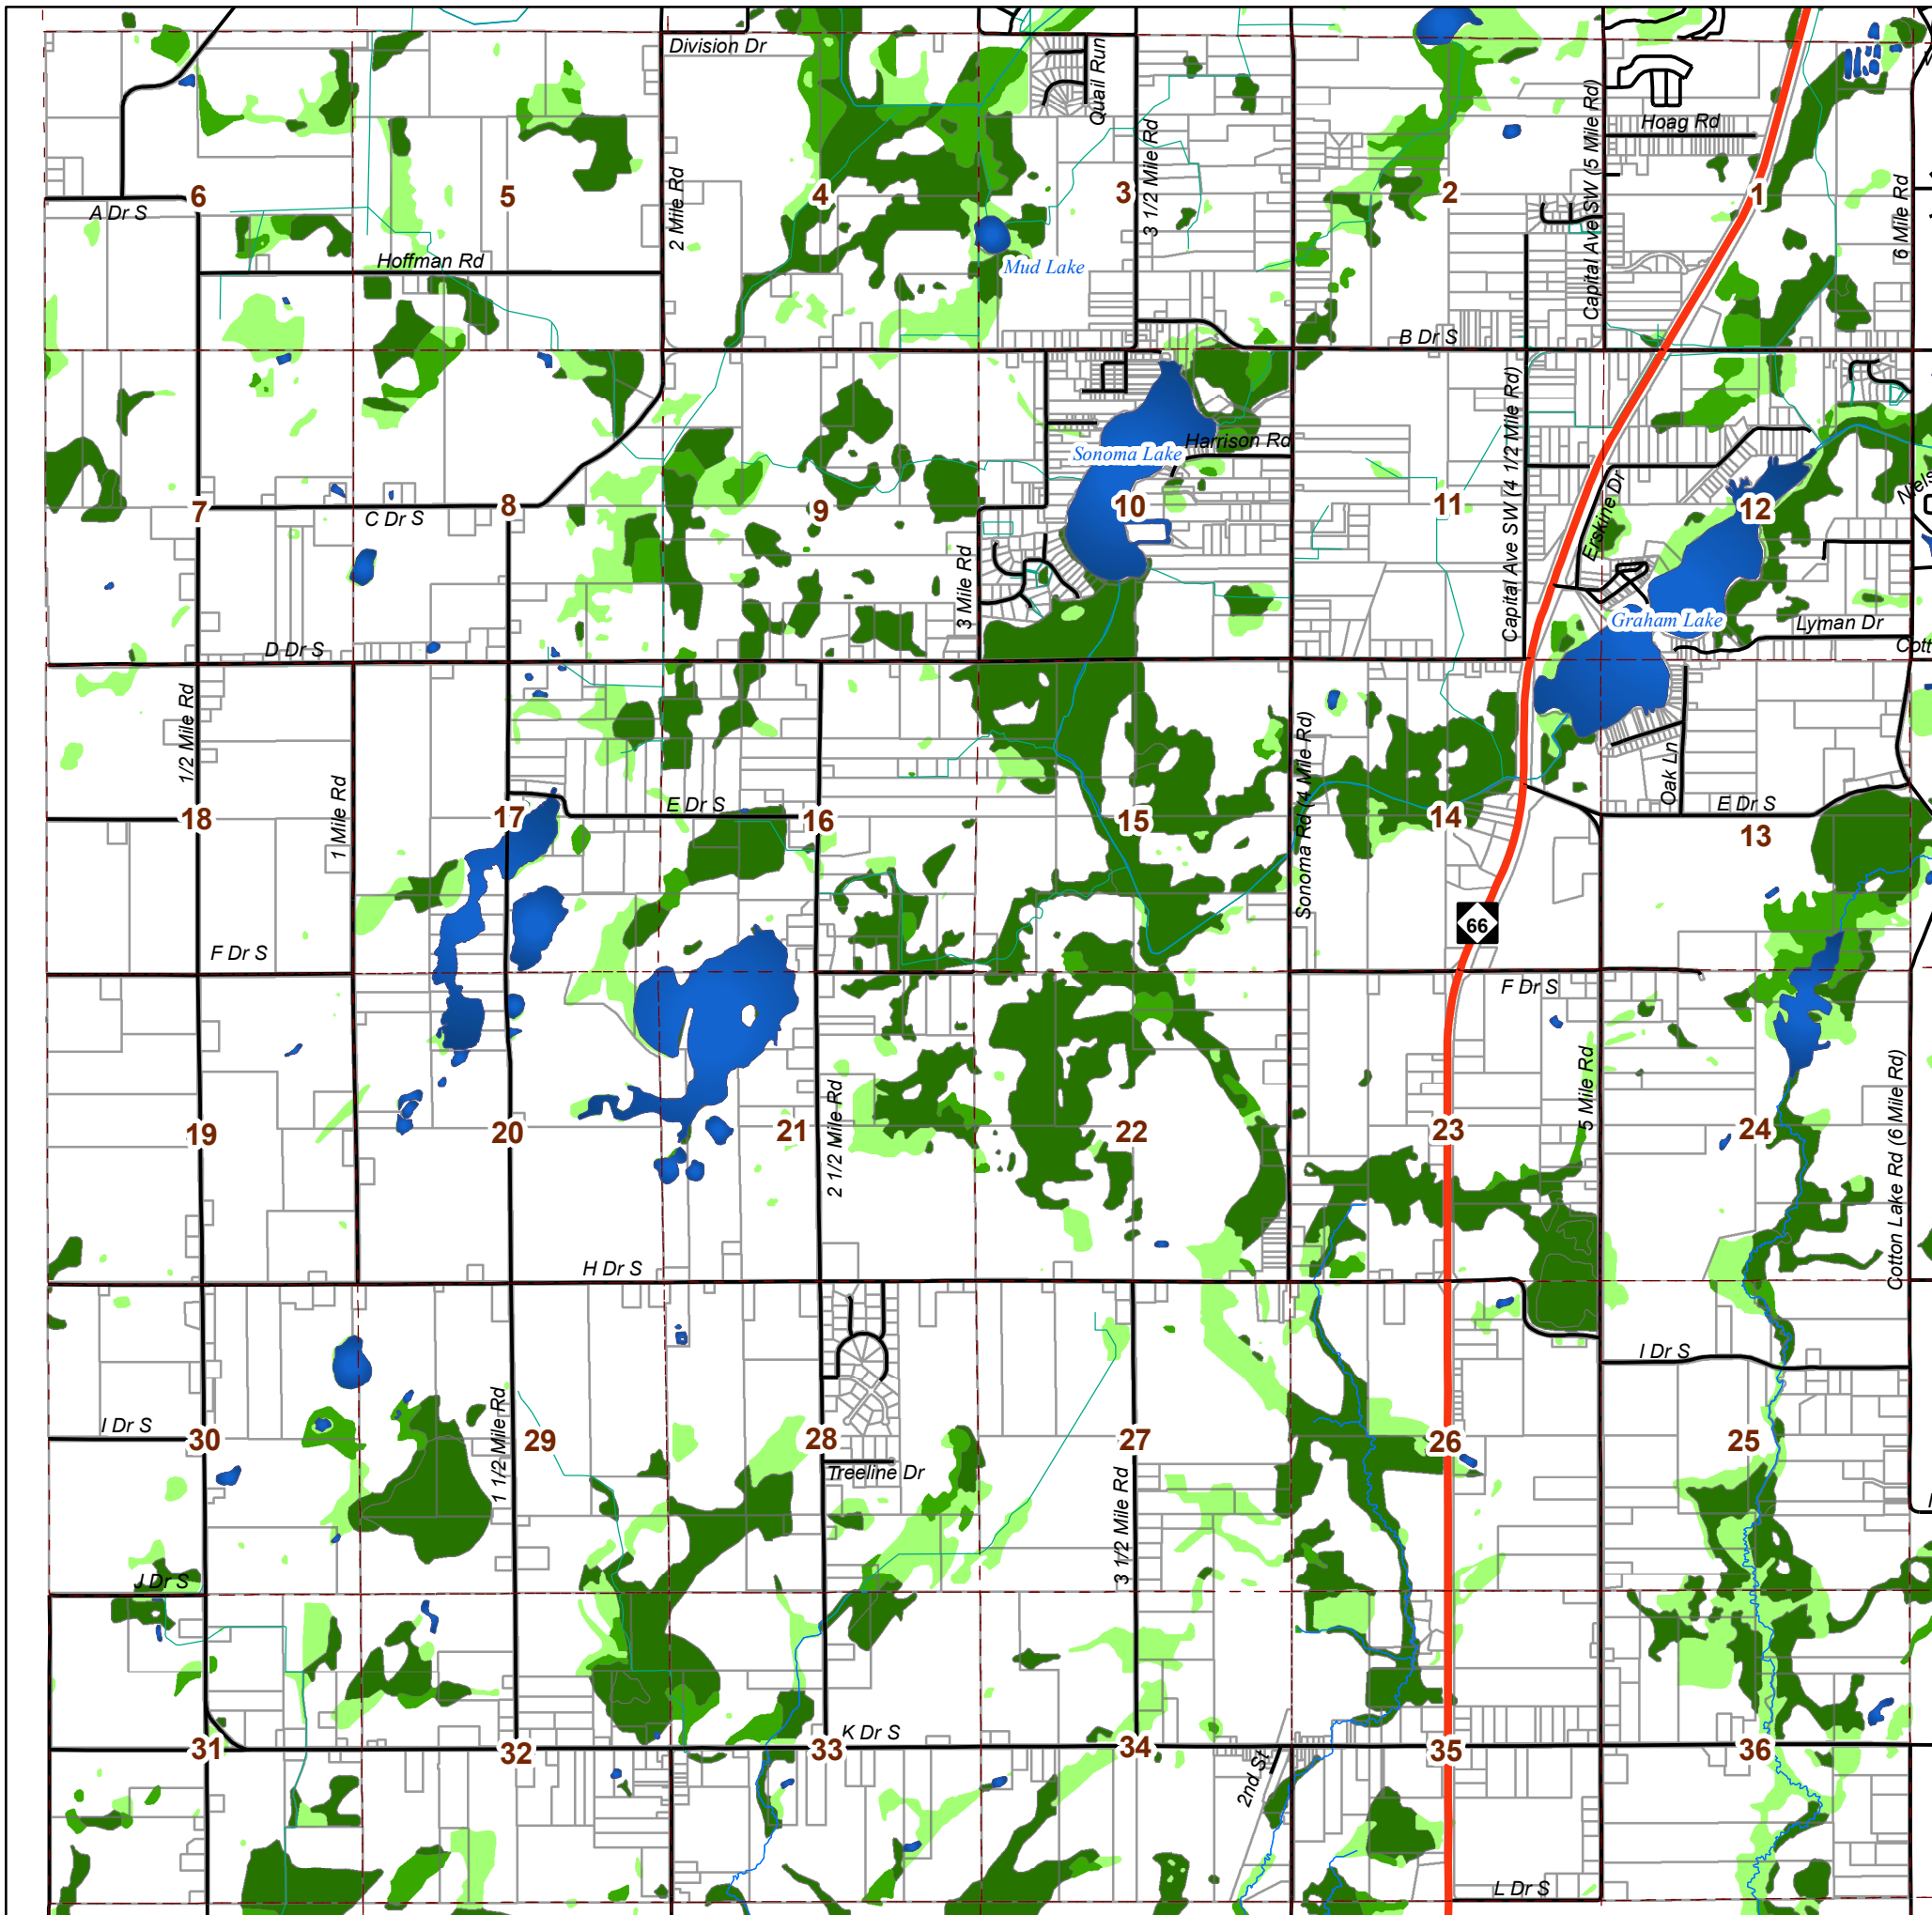 Division Dr
Quail Run
Hoag Rd
Capital Ave SW (5 Mile Rd)
3 1/2 Mile Rd
2 Mile Rd
6 Mile Rd
6
5
4
3
2
1
A Dr S
Hoffman Rd
Mud Lake
B Dr S
Capital Ave SW (4 1/2 Mile Rd)
Harrison Rd
Sonoma Lake
Erskine Dr
7
8
9
10
11
12
C Dr S
3 Mile Rd
Graham Lake
Lyman Dr
D Dr S
1/2 Mile Rd
1 Mile Rd
Sonoma Rd (4 Mile Rd)
Oak Ln
E Dr S
E Dr S
18
17
16
15
14
13
66
F Dr S
F Dr S
5 Mile Rd
2 1/2 Mile Rd
Cotton Lake Rd (6 Mile Rd)
19
20
21
22
23
24
H Dr S
I Dr S
1 1/2 Mile Rd
I Dr S
30
29
28
27
26
25
Treeline Dr
3 1/2 Mile Rd
J Dr S
K Dr S
31
32
33
34
35
36
2nd St
L Dr S